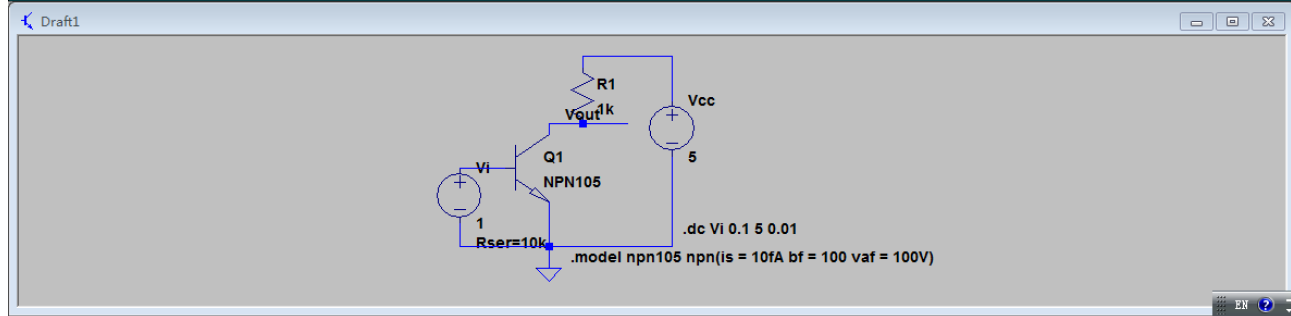 Draft1
R1
1k
Vcc
Vout
5
Vi
Q1
NPN105
1
Rser=10k
.dc Vi 0.1 5 0.01
.model npn105 npn(is = 10fA bf = 100 vaf = 100V)
EN